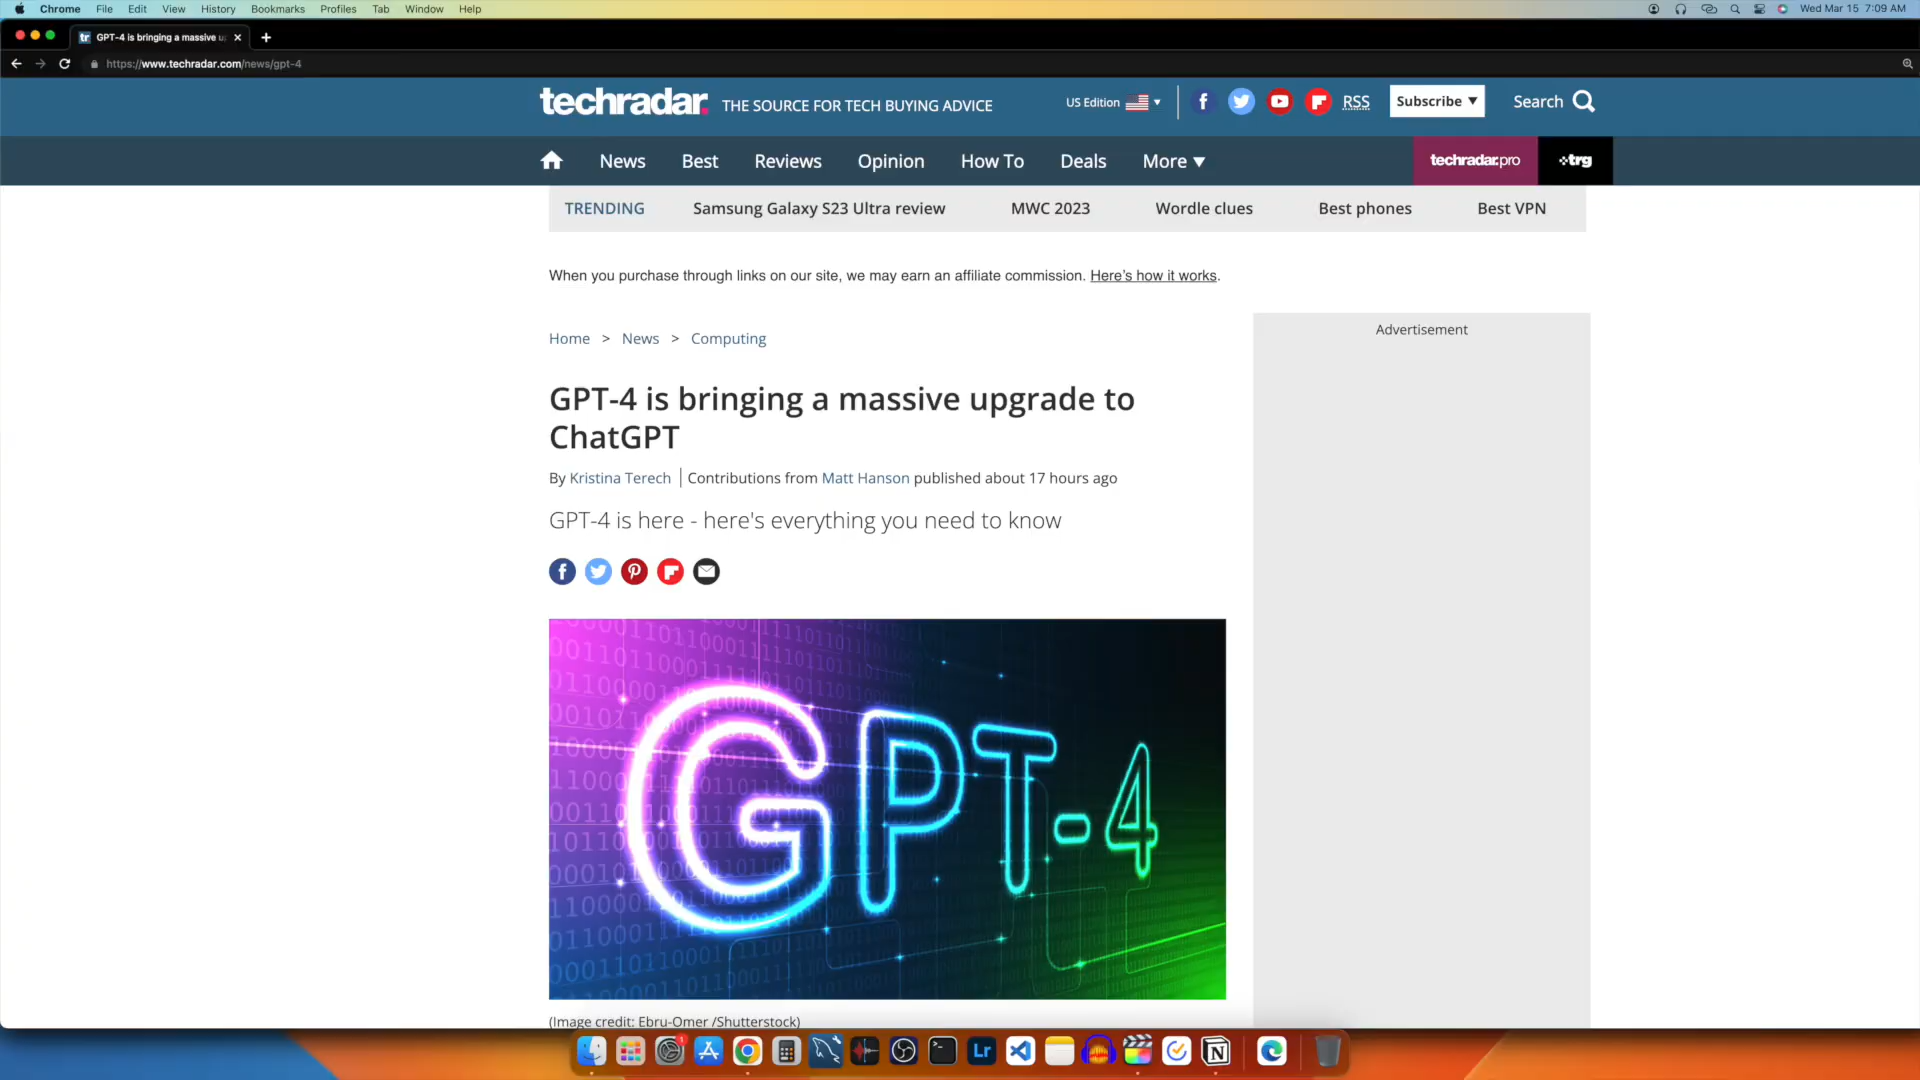 Chrome File Edit View History Bookmarks Profiles Tab Window Help Wed Mar 15 7:09 AM
tr GPT-4 is bringing a massive
https://www.techradar.com/news/gpt-4
techradar. THE SOURCE FOR TECH BUYING ADVICE US Edition RSS Subscribe Search
News Best Reviews Opinion How To Deals More techradar.pro trg
TRENDING Samsung Galaxy S23 Ultra review MWC 2023 Wordle clues Best phones Best VPN
When you purchase through links on our site, we may earn an affiliate commission. Here's how it works.
Advertisement
Home > News > Computing
GPT-4 is bringing a massive upgrade to
ChatGPT
By Kristina Terech | Contributions from Matt Hanson published about 17 hours ago
GPT-4 is here - here's everything you need to know
GPT-4
(Image credit: Ebru-Omer /Shutterstock)
Lr